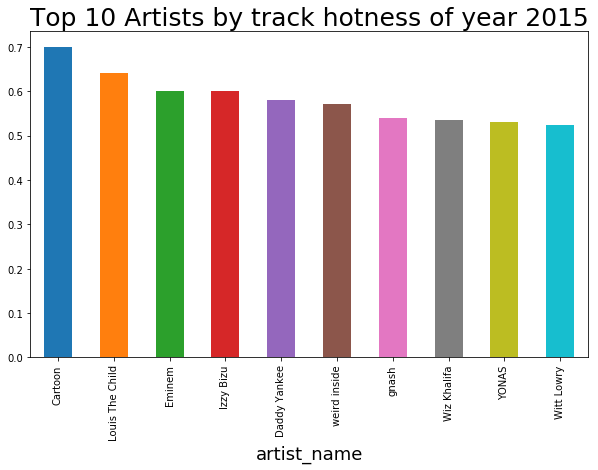 Top 10 Artists by track hotness of year 2015
0.7
0.6
0.5
0.4
0.3
0.2
0.1
0.0
Cartoon
Louis The Child
Eminem
Izzy Bizu
Daddy Yankee
weird inside
gnash
Wiz Khalifa
YONAS
Witt Lowry
artist_name